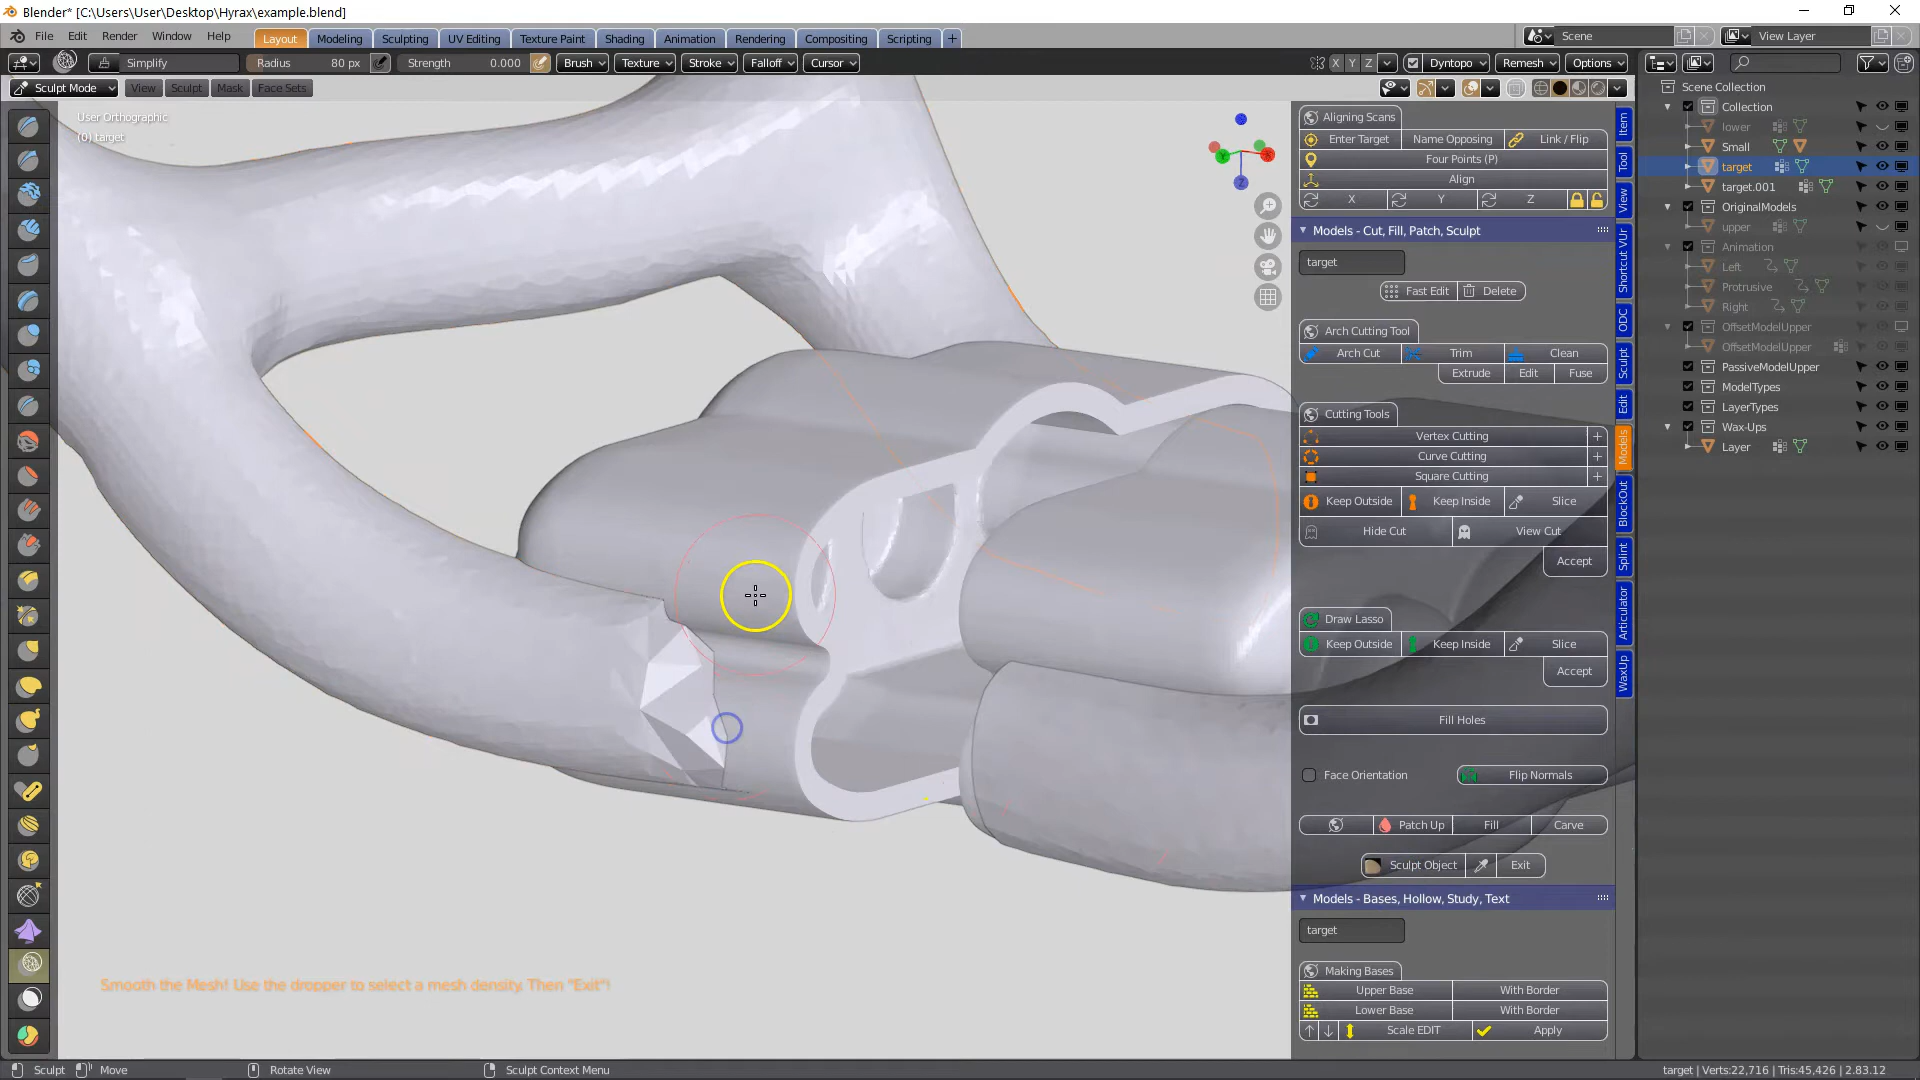 Blender* [C:\Users\User\Desktop\Hyrax\example.blend]
File Edit Render Window Help Layout Modeling Sculpting UV Editing Texture Paint Shading Animation Rendering Compositing Scripting + Scene View Layer
Simplify Radius 80 px Strength 0.000 Brush Texture Stroke Falloff Cursor X Y Z Dyntopo Remesh Options
Sculpt Mode View Sculpt Mask Face Sets
User Orthographic
(0) target
Aligning Scans
Enter Target Name Opposing Link / Flip
Four Points (P)
Align
X Y Z
Models - Cut, Fill, Patch, Sculpt
target
Fast Edit Delete
Arch Cutting Tool
Arch Cut Trim Clean
Extrude Edit Fuse
Cutting Tools
Vertex Cutting +
Curve Cutting +
Square Cutting +
Keep Outside Keep Inside Slice
Hide Cut View Cut
Accept
Draw Lasso
Keep Outside Keep Inside Slice
Accept
Fill Holes
Face Orientation Flip Normals
Patch Up Fill Carve
Sculpt Object Exit
Models - Bases, Hollow, Study, Text
target
Making Bases
Upper Base With Border
Lower Base With Border
Scale EDIT Apply
Item
Tool
View
Shortcut VUr
ODC
Sculpt
Edit
Models
BlockOut
Splint
Articulator
WaxUp
Scene Collection
Collection
lower
Small
target
target.001
OriginalModels
upper
Animation
Left
Protrusive
Right
OffsetModelUpper
OffsetModelUpper
PassiveModelUpper
ModelTypes
LayerTypes
Wax-Ups
Layer
Smooth the Mesh! Use the dropper to select a mesh density. Then "Exit"!
Sculpt Move Rotate View Sculpt Context Menu target | Verts:22,716 | Tris:45,426 | 2.83.12